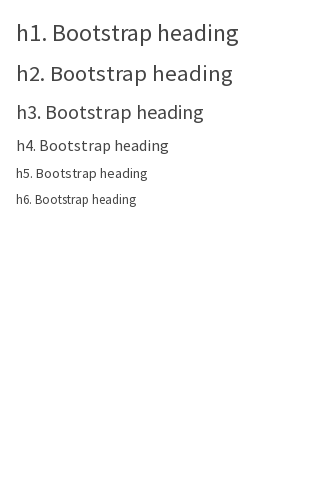 h1. Bootstrap heading
h2. Bootstrap heading
h3. Bootstrap heading
h4. Bootstrap heading
h5. Bootstrap heading
h6. Bootstrap heading